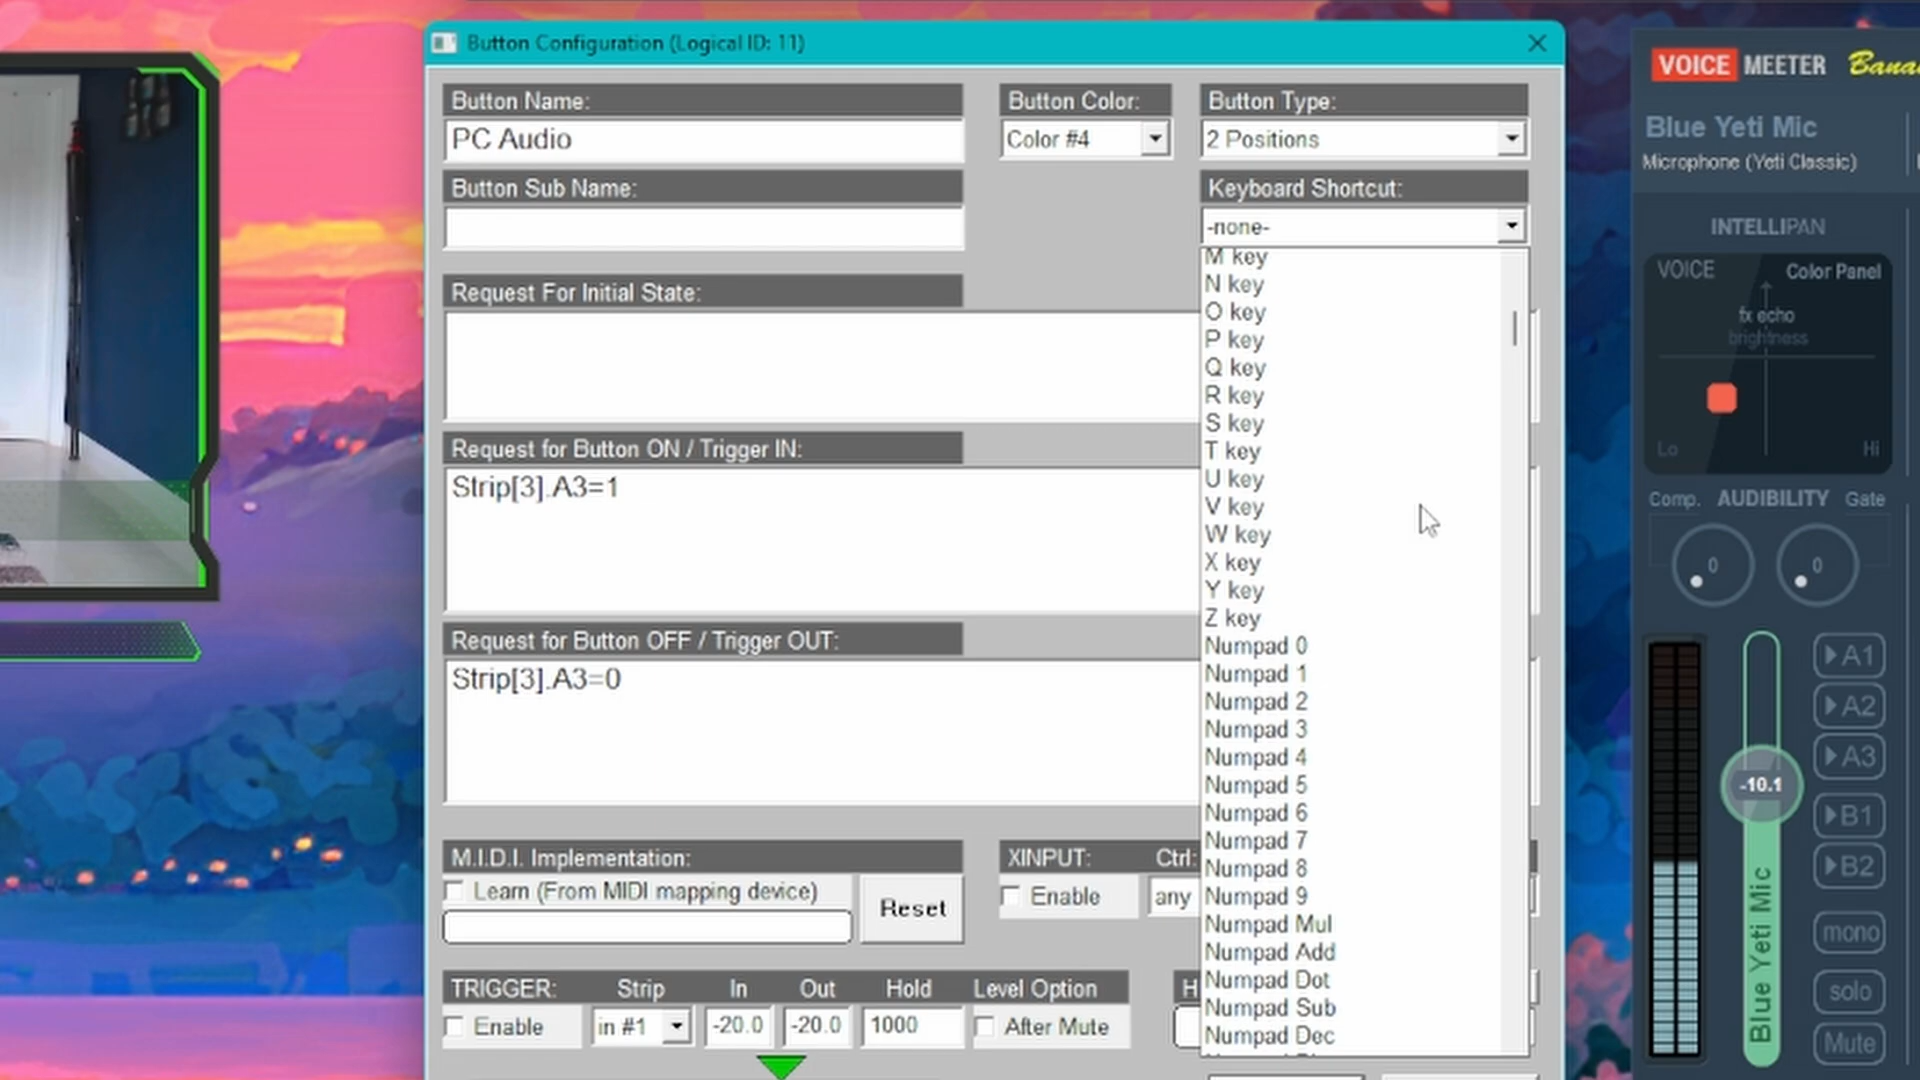 Button Configuration (Logical ID: 11)
Button Name:
PC Audio
Button Color:
Color #4
Button Type:
2 Positions
Button Sub Name:
Keyboard Shortcut:
-none-
M key
N key
O key
P key
Q key
R key
S key
T key
U key
V key
W key
X key
Y key
Z key
Numpad 0
Numpad 1
Numpad 2
Numpad 3
Numpad 4
Numpad 5
Numpad 6
Numpad 7
Numpad 8
Numpad 9
Numpad Mul
Numpad Add
Numpad Dot
Numpad Sub
Numpad Dec
Request For Initial State:
Request for Button ON / Trigger IN:
Strip[3].A3=1
Request for Button OFF / Trigger OUT:
Strip[3].A3=0
M.I.D.I. Implementation:
Learn (From MIDI mapping device)
Reset
XINPUT: Ctrl:
Enable any
TRIGGER: Strip In Out Hold Level Option
Enable in #1 -20.0 -20.0 1000 After Mute
H
VOICE MEETER
Blue Yeti Mic
Microphone (Yeti Classic)
INTELLIPAN
VOICE Color Panel
fx echo
brightness
Lo Hi
Comp. AUDIBILITY Gate
0 0
A1
A2
A3
-10.1
B1
B2
Blue Yeti Mic
mono
solo
Mute